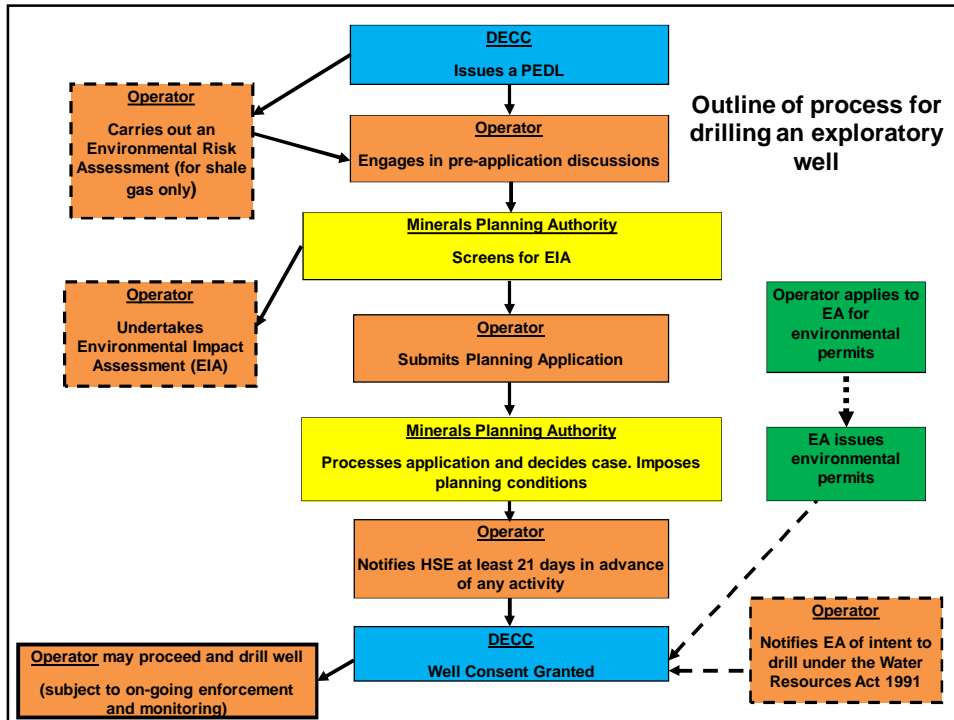 DECC
Issues a PEDL
Outline of process for
drilling an exploratory
well
Operator
Carries out an
Environmental Risk
Assessment (for shale
gas only)
Operator
Engages in pre-application discussions
Minerals Planning Authority
Screens for EIA
Operator
Undertakes
Environmental Impact
Assessment (EIA)
Operator
Submits Planning Application
Operator applies to
EA for
environmental
permits
Minerals Planning Authority
Processes application and decides case. Imposes
planning conditions
EA issues
environmental
permits
Operator
Notifies HSE at least 21 days in advance
of any activity
DECC
Well Consent Granted
Operator
Notifies EA of intent to
drill under the Water
Resources Act 1991
Operator may proceed and drill well
(subject to on-going enforcement
and monitoring)